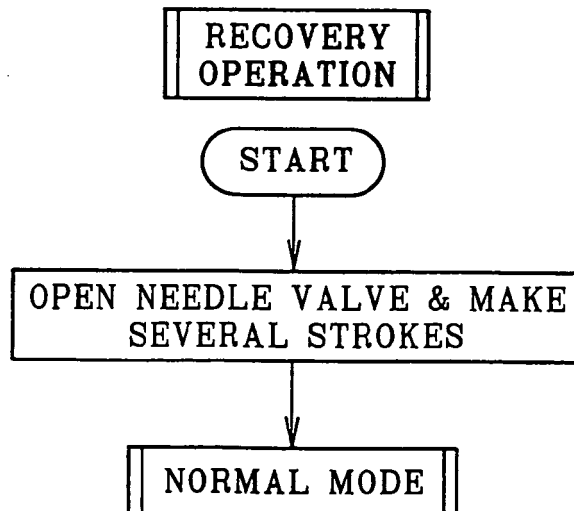 RECOVERY
OPERATION
START
OPEN NEEDLE VALVE & MAKE
SEVERAL STROKES
NORMAL MODE